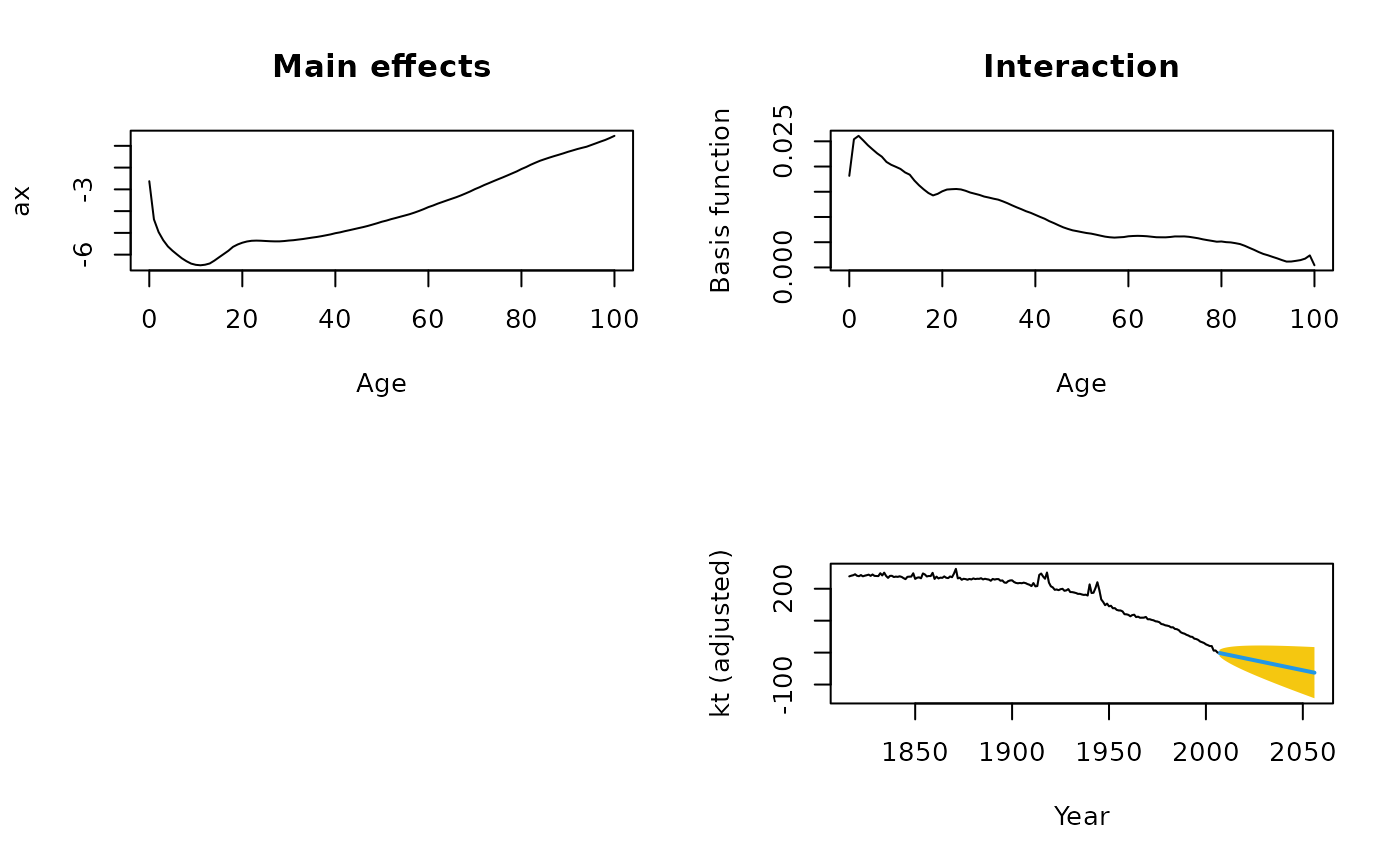 Main effects
ax
-3
-6
0 20 40 60 80 100
Age
Interaction
Basis function
0.025
0.000
0 20 40 60 80 100
Age
kt (adjusted)
200
-100
1850 1900 1950 2000 2050
Year